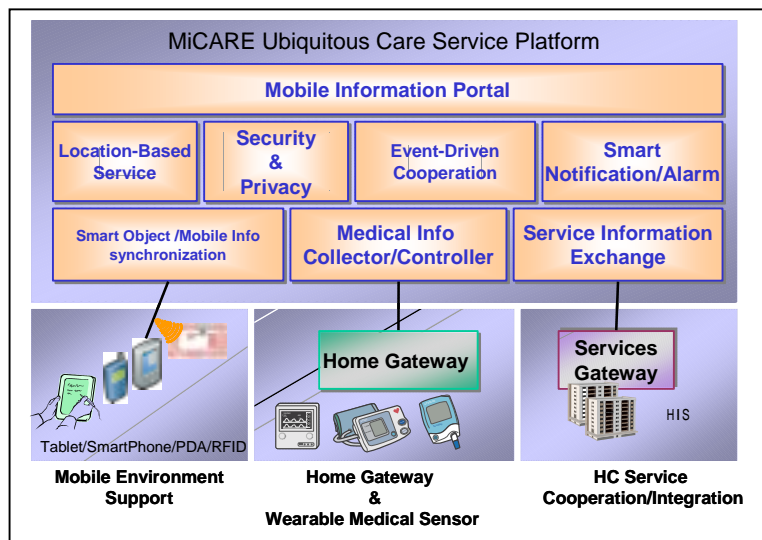 MiCARE Ubiquitous Care Service Platform
Mobile Information Portal
Location-Based
Service
Security
&
Privacy
Event-Driven
Cooperation
Smart
Notification/Alarm
Smart Object /Mobile Info
synchronization
Medical Info
Collector/Controller
Service Information
Exchange
Home Gateway
Services
Gateway
HIS
Tablet/SmartPhone/PDA/RFID
Mobile Environment
Support
Home Gateway
&
Wearable Medical Sensor
HC Service
Cooperation/Integration